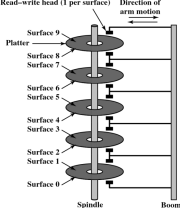 Read–write head (1 per surface)
Direction of
arm motion
Surface 9
Platter
Surface 8
Surface 7
Surface 6
Surface 5
Surface 4
Surface 3
Surface 2
Surface 1
Surface 0
Spindle
Boom